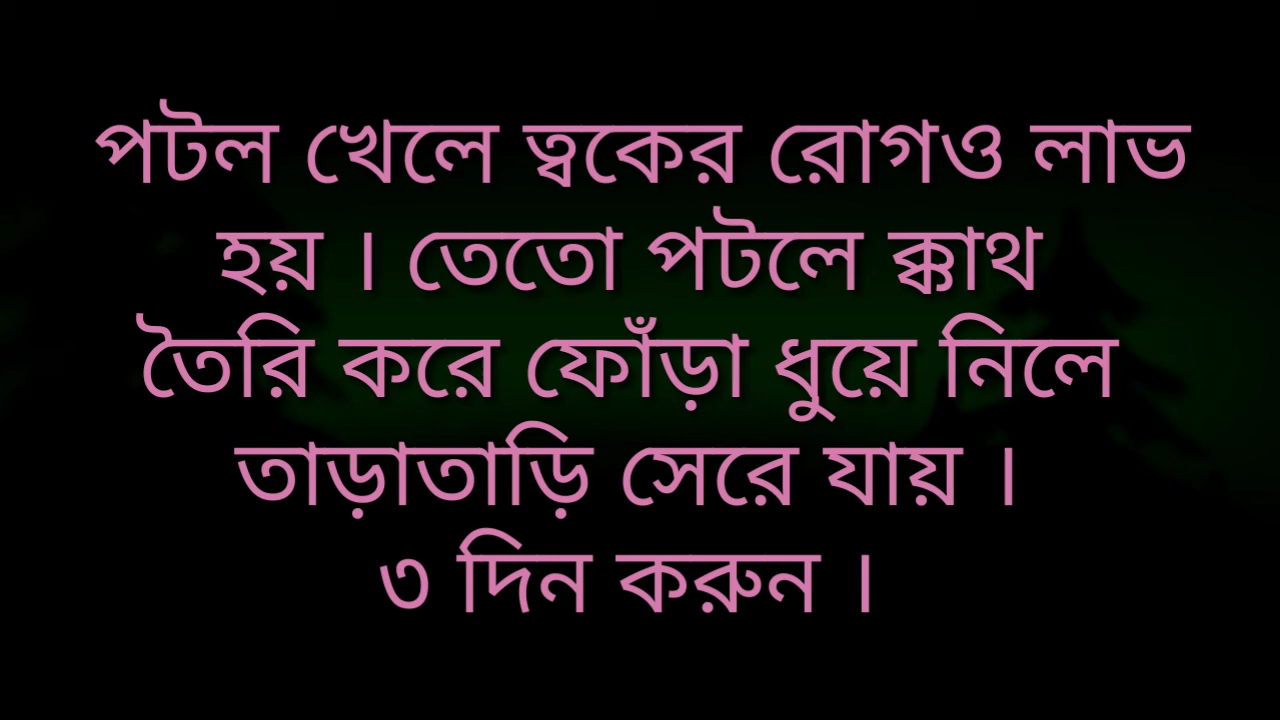 পটল খেলে ত্বকের রোগও লাভ
হয় । তেতো পটলে ক্কাথ
তৈরি করে ফোঁড়া ধুয়ে নিলে
তাড়াতাড়ি সেরে যায় ।
৩ দিন করুন ।